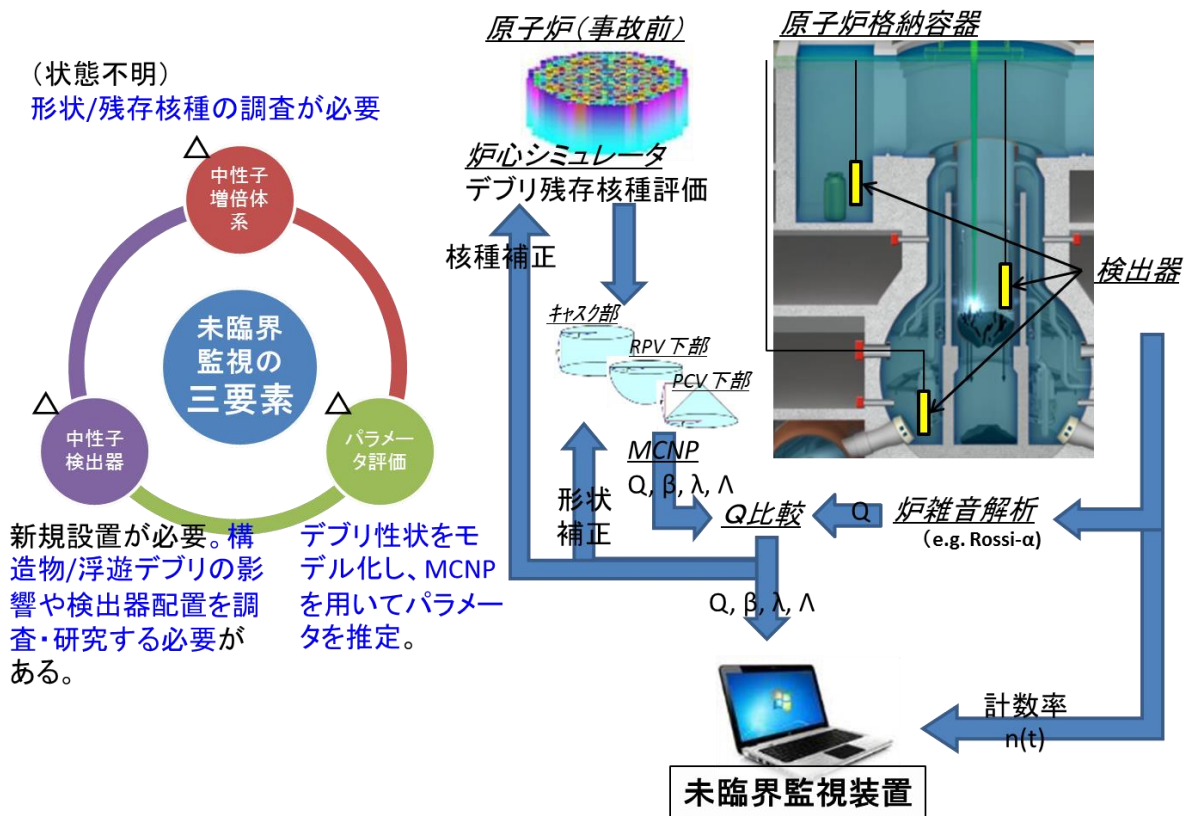 （状態不明）
形状/残存核種の調査が必要
△
中性子
増倍体
系
未臨界
監視の
三要素
△
中性子
検出器
△
パラメー
タ評価
新規設置が必要。構
造物/浮遊デブリの影
響や検出器配置を調
査・研究する必要が
ある。
デブリ性状をモ
デル化し、MCNP
を用いてパラメー
タを推定。
原子炉（事故前）
炉心シミュレータ
デブリ残存核種評価
核種補正
キャスク部
RPV下部
PCV下部
MCNP
Q, β, λ, Λ
形状
補正
Q比較
Q
炉雑音解析
（e.g. Rossi-α)
Q, β, λ, Λ
原子炉格納容器
検出器
計数率
n(t)
未臨界監視装置